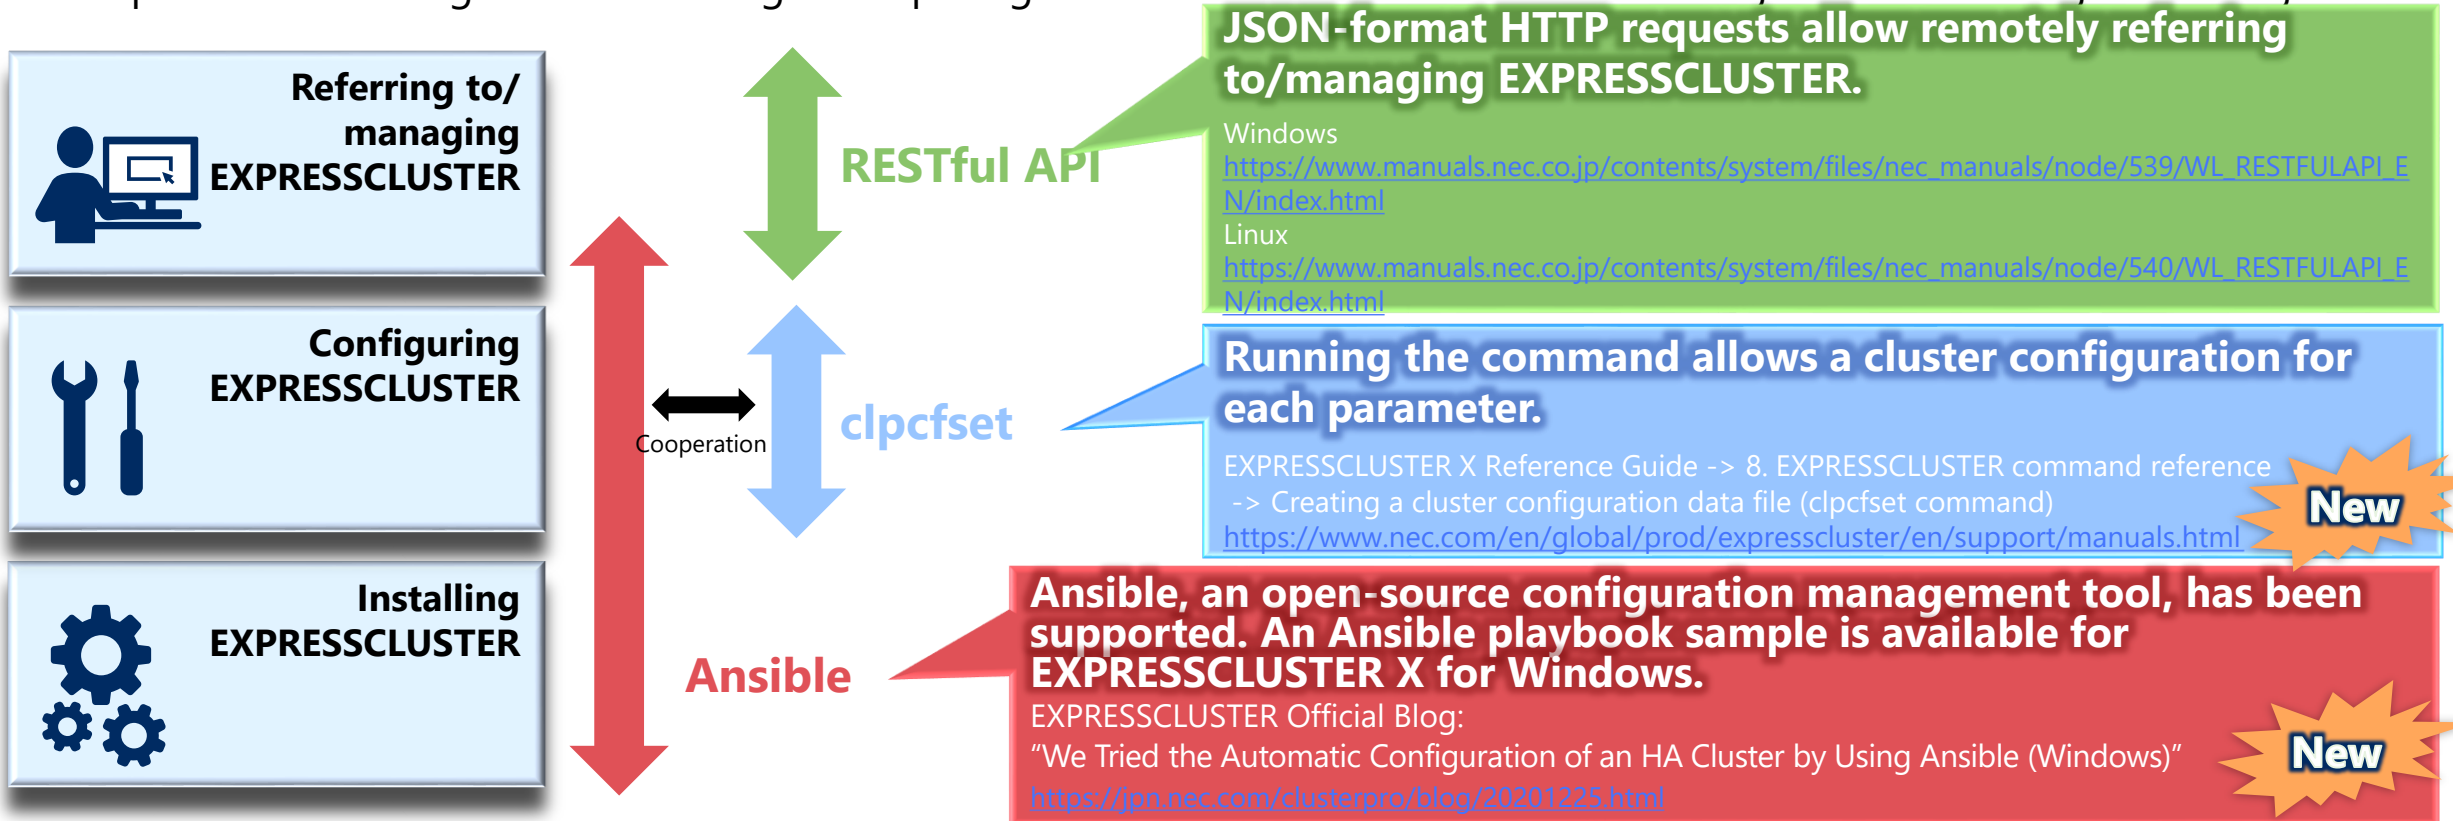 Referring to/
managing
EXPRESSCLUSTER
Configuring
EXPRESSCLUSTER
Installing
EXPRESSCLUSTER
Cooperation
RESTful API
clpcfset
Ansible
JSON-format HTTP requests allow remotely referring
to/managing EXPRESSCLUSTER.
Windows
https://www.manuals.nec.co.jp/contents/system/files/nec_manuals/node/539/WL_RESTFULAPI_E
N/index.html
Linux
https://www.manuals.nec.co.jp/contents/system/files/nec_manuals/node/540/WL_RESTFULAPI_E
N/index.html
Running the command allows a cluster configuration for
each parameter.
EXPRESSCLUSTER X Reference Guide -> 8. EXPRESSCLUSTER command reference
-> Creating a cluster configuration data file (clpcfset command)
https://www.nec.com/en/global/prod/expresscluster/en/support/manuals.html
New
Ansible, an open-source configuration management tool, has been
supported. An Ansible playbook sample is available for
EXPRESSCLUSTER X for Windows.
EXPRESSCLUSTER Official Blog:
“We Tried the Automatic Configuration of an HA Cluster by Using Ansible (Windows)”
https://jpn.nec.com/clusterpro/blog/20201225.html
New